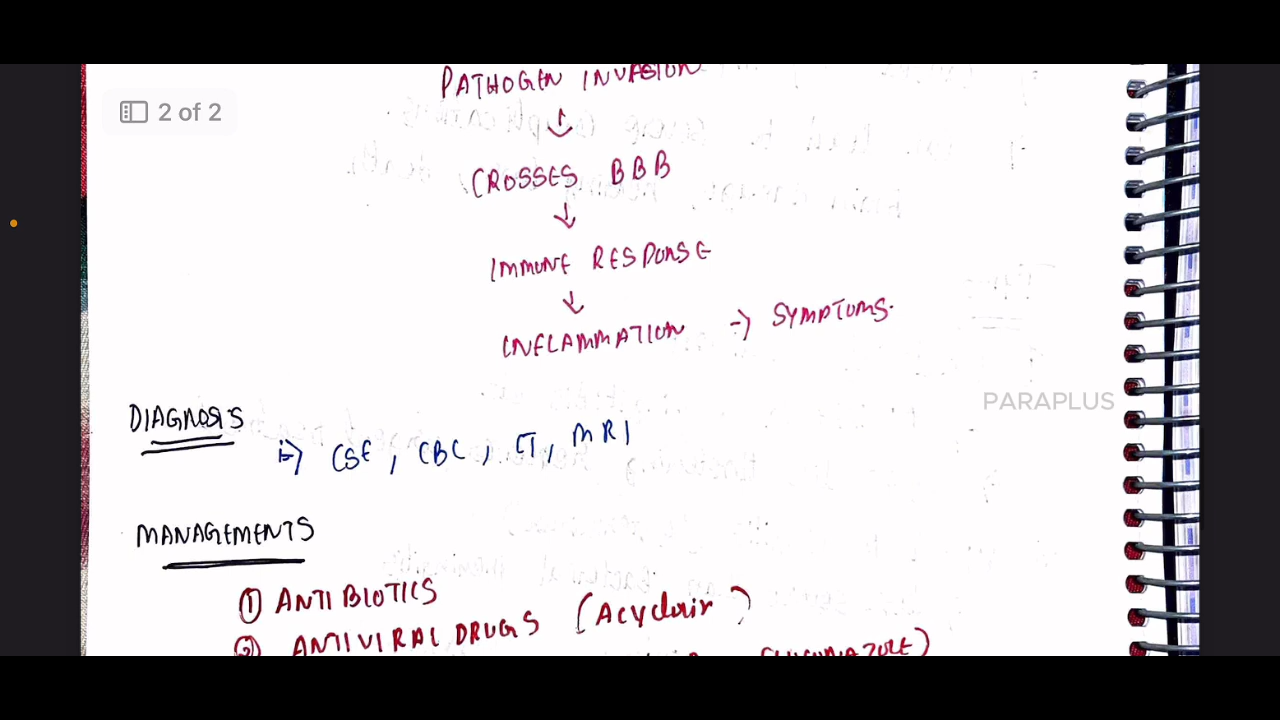 PATHOGEN INVASION
2 of 2
↓
CROSSES BBB
↓
IMMUNE RESPONSE
↓
INFLAMMATION → SYMPTOMS.
PARAPLUS
DIAGNOSIS
→ CSF, CBC, CT, MRI
MANAGEMENTS
① ANTIBIOTICS
② ANTIVIRAL DRUGS (Acyclovir)